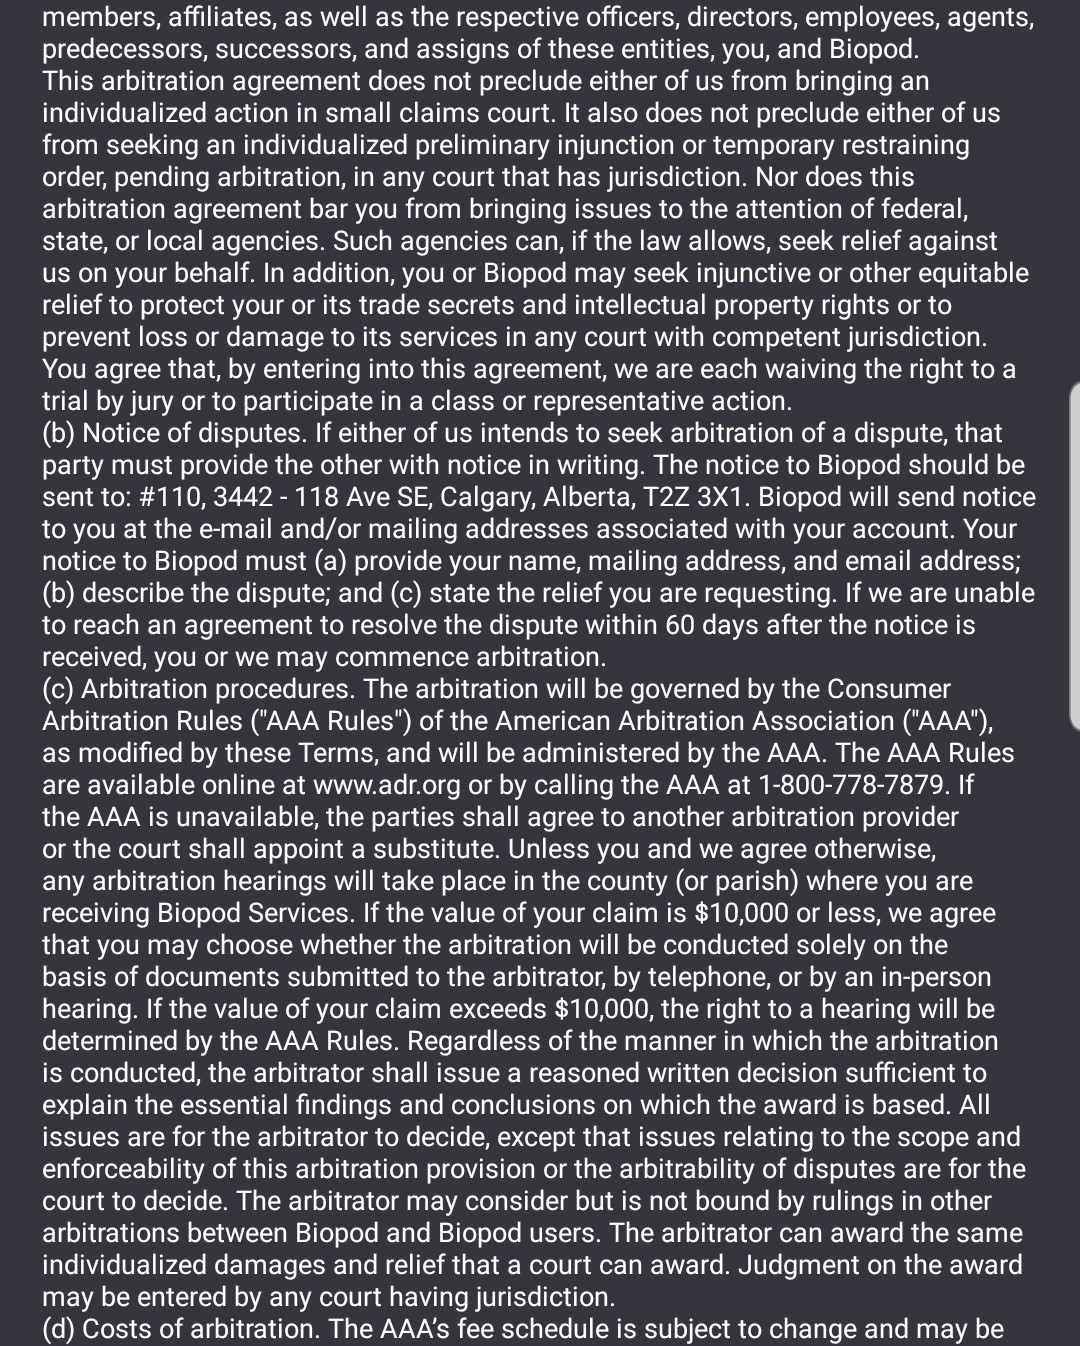 members, affiliates, as well as the respective officers, directors, employees, agents,
predecessors, successors, and assigns of these entities, you, and Biopod.
This arbitration agreement does not preclude either of us from bringing an
individualized action in small claims court. It also does not preclude either of us
from seeking an individualized preliminary injunction or temporary restraining
order, pending arbitration, in any court that has jurisdiction. Nor does this
arbitration agreement bar you from bringing issues to the attention of federal,
state, or local agencies. Such agencies can, if the law allows, seek relief against
us on your behalf. In addition, you or Biopod may seek injunctive or other equitable
relief to protect your or its trade secrets and intellectual property rights or to
prevent loss or damage to its services in any court with competent jurisdiction.
You agree that, by entering into this agreement, we are each waiving the right to a
trial by jury or to participate in a class or representative action.
(b) Notice of disputes. If either of us intends to seek arbitration of a dispute, that
party must provide the other with notice in writing. The notice to Biopod should be
sent to: #110, 3442 - 118 Ave SE, Calgary, Alberta, T2Z 3X1. Biopod will send notice
to you at the e-mail and/or mailing addresses associated with your account. Your
notice to Biopod must (a) provide your name, mailing address, and email address;
(b) describe the dispute; and (c) state the relief you are requesting. If we are unable
to reach an agreement to resolve the dispute within 60 days after the notice is
received, you or we may commence arbitration.
(c) Arbitration procedures. The arbitration will be governed by the Consumer
Arbitration Rules ("AAA Rules") of the American Arbitration Association ("AAA"),
as modified by these Terms, and will be administered by the AAA. The AAA Rules
are available online at www.adr.org or by calling the AAA at 1-800-778-7879. If
the AAA is unavailable, the parties shall agree to another arbitration provider
or the court shall appoint a substitute. Unless you and we agree otherwise,
any arbitration hearings will take place in the county (or parish) where you are
receiving Biopod Services. If the value of your claim is $10,000 or less, we agree
that you may choose whether the arbitration will be conducted solely on the
basis of documents submitted to the arbitrator, by telephone, or by an in-person
hearing. If the value of your claim exceeds $10,000, the right to a hearing will be
determined by the AAA Rules. Regardless of the manner in which the arbitration
is conducted, the arbitrator shall issue a reasoned written decision sufficient to
explain the essential findings and conclusions on which the award is based. All
issues are for the arbitrator to decide, except that issues relating to the scope and
enforceability of this arbitration provision or the arbitrability of disputes are for the
court to decide. The arbitrator may consider but is not bound by rulings in other
arbitrations between Biopod and Biopod users. The arbitrator can award the same
individualized damages and relief that a court can award. Judgment on the award
may be entered by any court having jurisdiction.
(d) Costs of arbitration. The AAA’s fee schedule is subject to change and may be